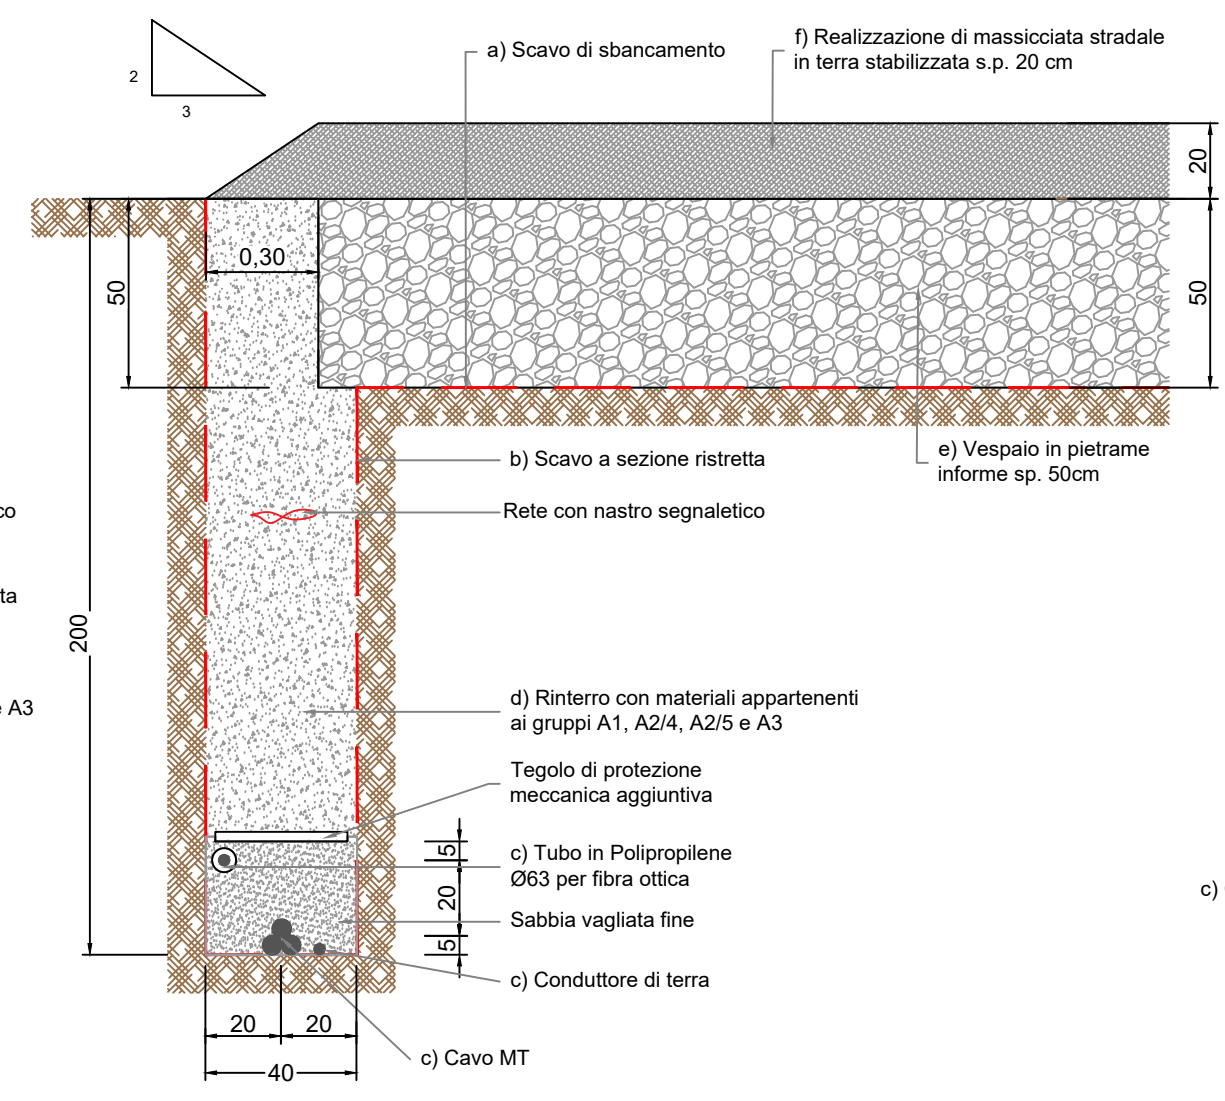 a) Scavo di sbancamento
f) Realizzazione di massicciata stradale
in terra stabilizzata s.p. 20 cm
2
3
20
0,30
50
50
b) Scavo a sezione ristretta
e) Vespaio in pietrame
informe sp. 50cm
co
Rete con nastro segnaletico
ta
200
d) Rinterro con materiali appartenenti
ai gruppi A1, A2/4, A2/5 e A3
e A3
Tegolo di protezione
meccanica aggiuntiva
5
c) Tubo in Polipropilene
Ø63 per fibra ottica
20
c)
Sabbia vagliata fine
5
c) Conduttore di terra
20
20
c) Cavo MT
40